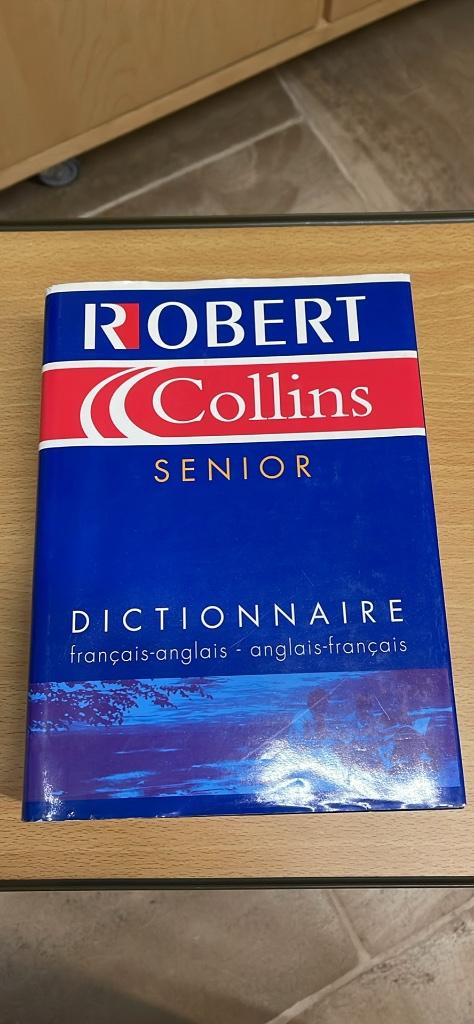 ROBERT
Collins
SENIOR
DICTIONNAIRE
français-anglais - anglais-français